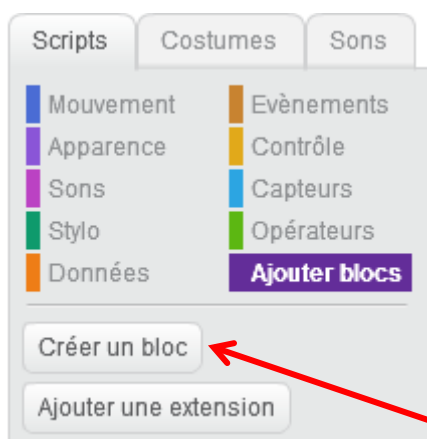 Scripts Costumes Sons
Mouvement Evènements
Apparence Contrôle
Sons Capteurs
Stylo Opérateurs
Données Ajouter blocs
Créer un bloc
Ajouter une extension